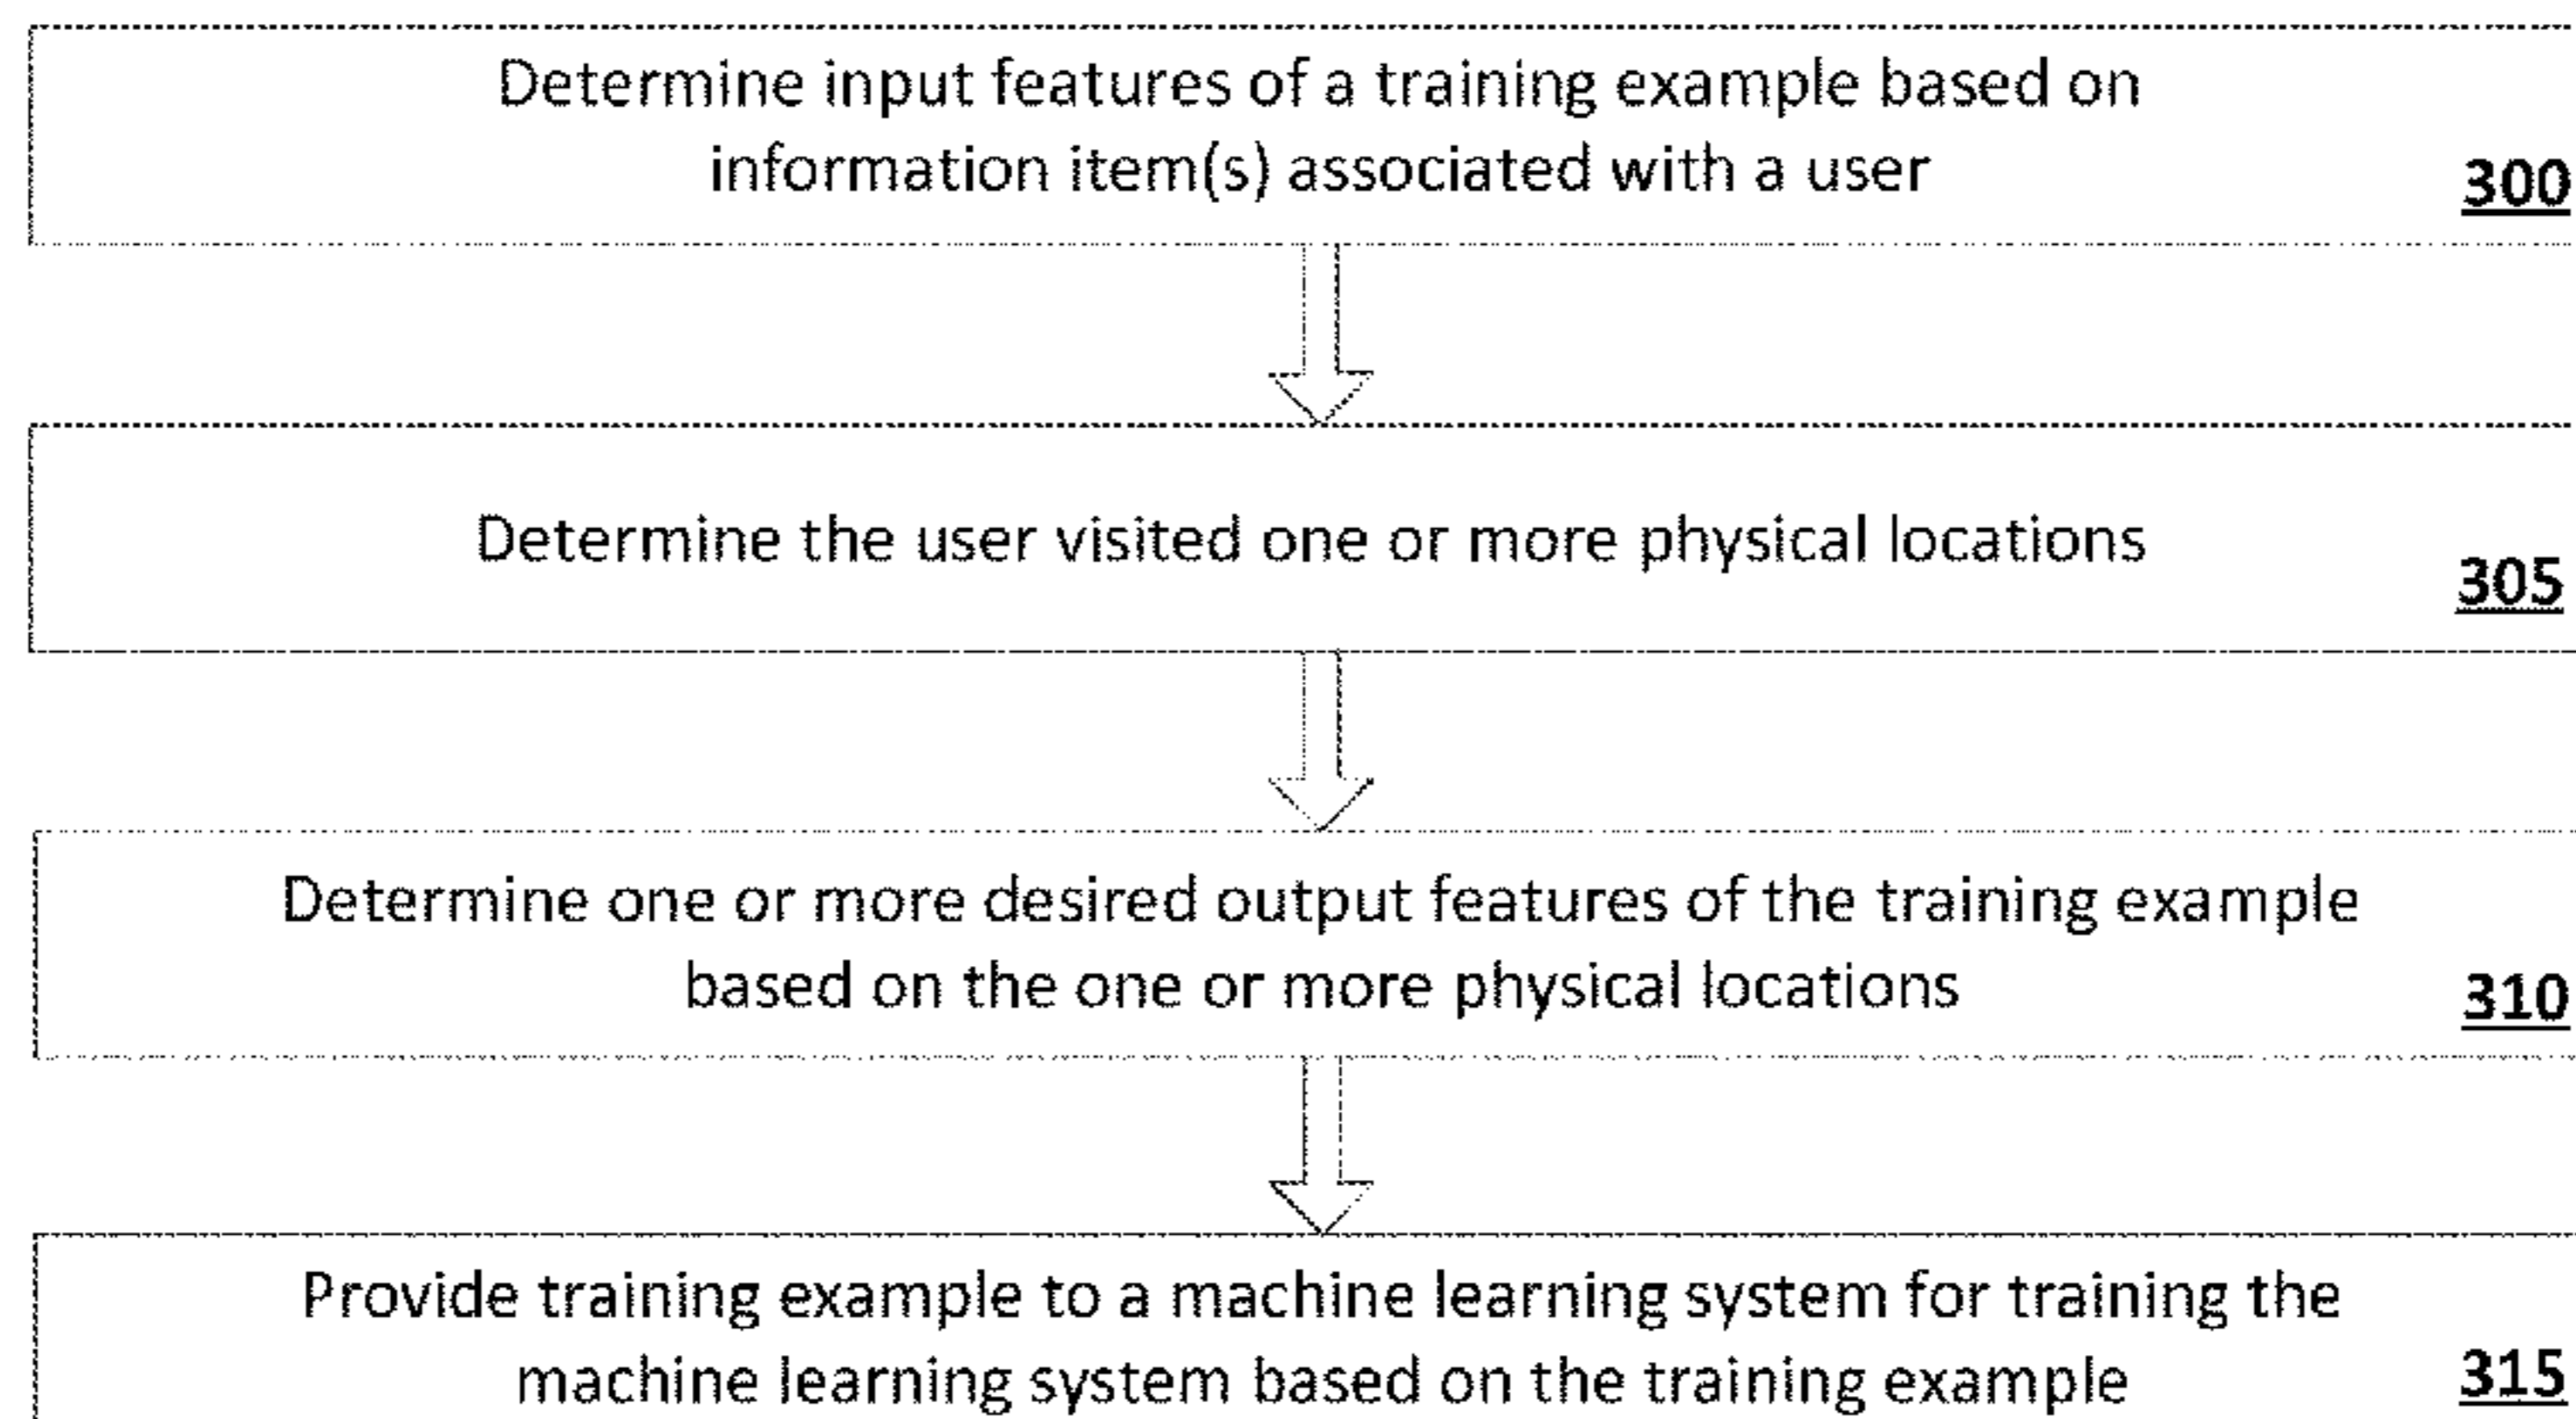 Determine input features of a training example based on
information item(s) associated with a user
300
Determine the user visited one or more physical locations
305
Determine one or more desired output features of the training example
based on the one or more physical locations
310
Provide training example to a machine learning system for training the
machine learning system based on the training example
315